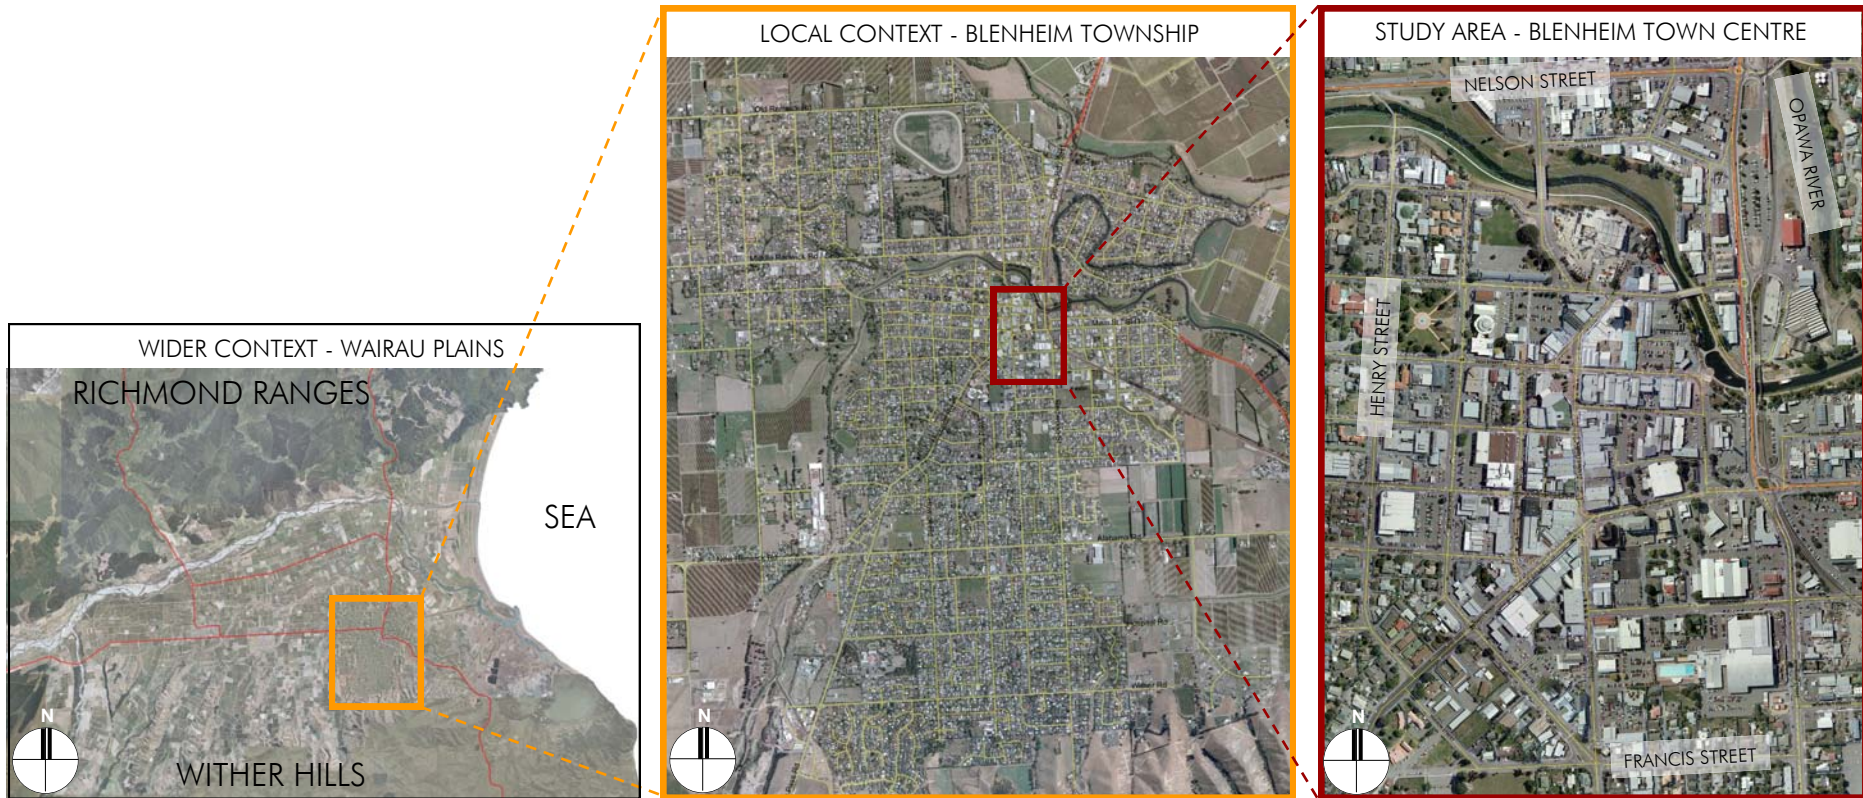 WIDER CONTEXT - WAIRAU PLAINS
RICHMOND RANGES
SEA
WITHER HILLS
N
LOCAL CONTEXT - BLENHEIM TOWNSHIP
N
STUDY AREA - BLENHEIM TOWN CENTRE
NELSON STREET
OPAWA RIVER
HENRY STREET
FRANCIS STREET
N